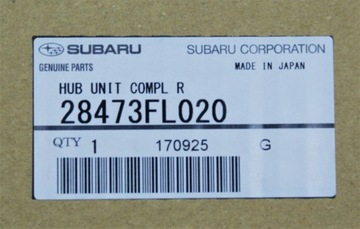 SUBARU SUBARU CORPORATION
GENUINE PARTS MADE IN JAPAN
HUB UNIT COMPL R
28473FL020
QTY 1 170925 G